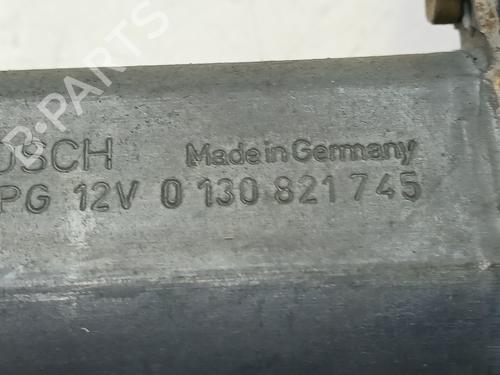 B-PARTS
OSCH Made in Germany
PG 12V 0 130 821 745